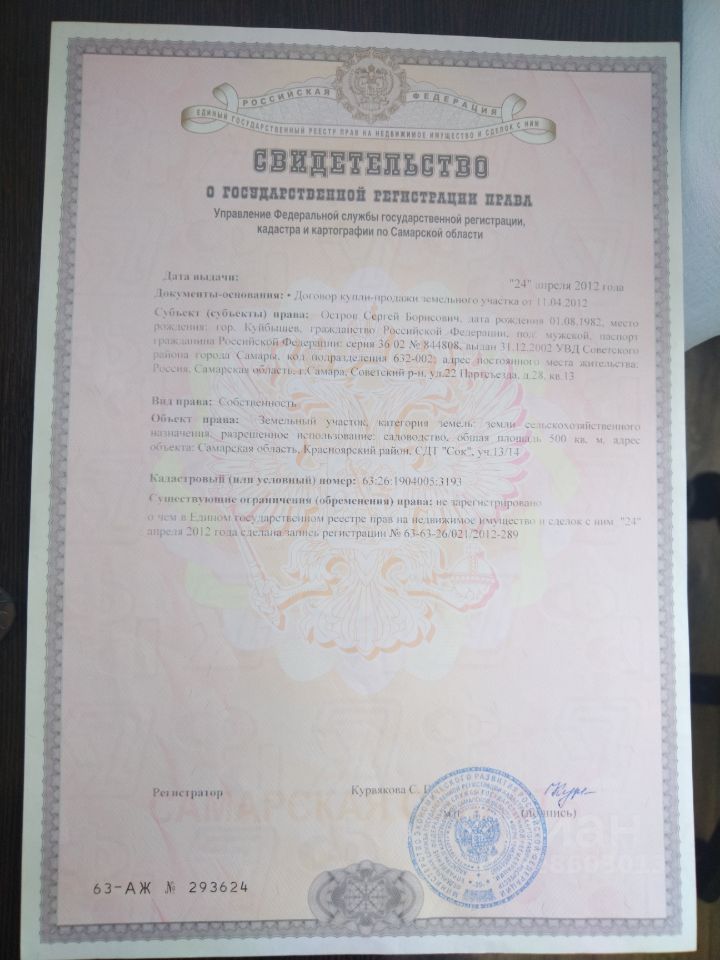 РОССИЙСКАЯ ФЕДЕРАЦИЯ
ЕДИНЫЙ ГОСУДАРСТВЕННЫЙ РЕЕСТР ПРАВ НА НЕДВИЖИМОЕ ИМУЩЕСТВО И СДЕЛОК С НИМ
СВИДЕТЕЛЬСТВО
О ГОСУДАРСТВЕННОЙ РЕГИСТРАЦИИ ПРАВА
Управление Федеральной службы государственной регистрации,
кадастра и картографии по Самарской области
Дата выдачи: "24" апреля 2012 года
Документы-основания: • Договор купли-продажи земельного участка от 11.04.2012
Субъект (субъекты) права: Остров Сергей Борисович, дата рождения 01.08.1982, место
рождения: гор. Куйбышев, гражданство Российской Федерации, пол: мужской, паспорт
гражданина Российской Федерации: серия 36 02 № 844808, выдан 31.12.2002 УВД Советского
района города Самары, код подразделения 632-002; адрес постоянного места жительства:
Россия, Самарская область, г.Самара, Советский р-н, ул.22 Партсъезда, д.28, кв.13
Вид права: Собственность
Объект права: Земельный участок, категория земель: земли сельскохозяйственного
назначения, разрешенное использование: садоводство, общая площадь 500 кв. м, адрес
объекта: Самарская область, Красноярский район, СДТ "Сок", уч.13/14
Кадастровый (или условный) номер: 63:26:1904005:3193
Существующие ограничения (обременения) права: не зарегистрировано
о чем в Едином государственном реестре прав на недвижимое имущество и сделок с ним "24"
апреля 2012 года сделана запись регистрации № 63-63-26/021/2012-289
Регистратор Курвякова С.
(подпись)
САМАРСКАЯ
63-АЖ № 293624